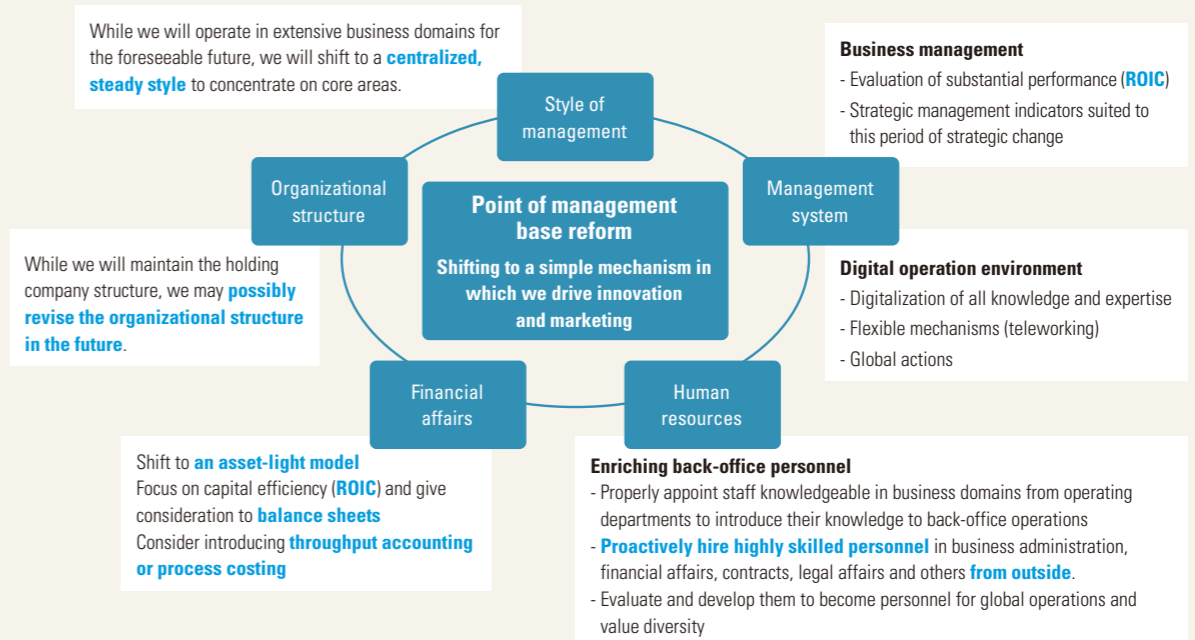 While we will operate in extensive business domains for
the foreseeable future, we will shift to a centralized,
steady style to concentrate on core areas.
Style of
management
Business management
- Evaluation of substantial performance (ROIC)
- Strategic management indicators suited to
this period of strategic change
Organizational
structure
Point of management
base reform
Shifting to a simple mechanism in
which we drive innovation
and marketing
Management
system
While we will maintain the holding
company structure, we may possibly
revise the organizational structure
in the future.
Digital operation environment
- Digitalization of all knowledge and expertise
- Flexible mechanisms (teleworking)
- Global actions
Financial
affairs
Human
resources
Shift to an asset-light model
Focus on capital efficiency (ROIC) and give
consideration to balance sheets
Consider introducing throughput accounting
or process costing
Enriching back-office personnel
- Properly appoint staff knowledgeable in business domains from operating
departments to introduce their knowledge to back-office operations
- Proactively hire highly skilled personnel in business administration,
financial affairs, contracts, legal affairs and others from outside.
- Evaluate and develop them to become personnel for global operations and
value diversity